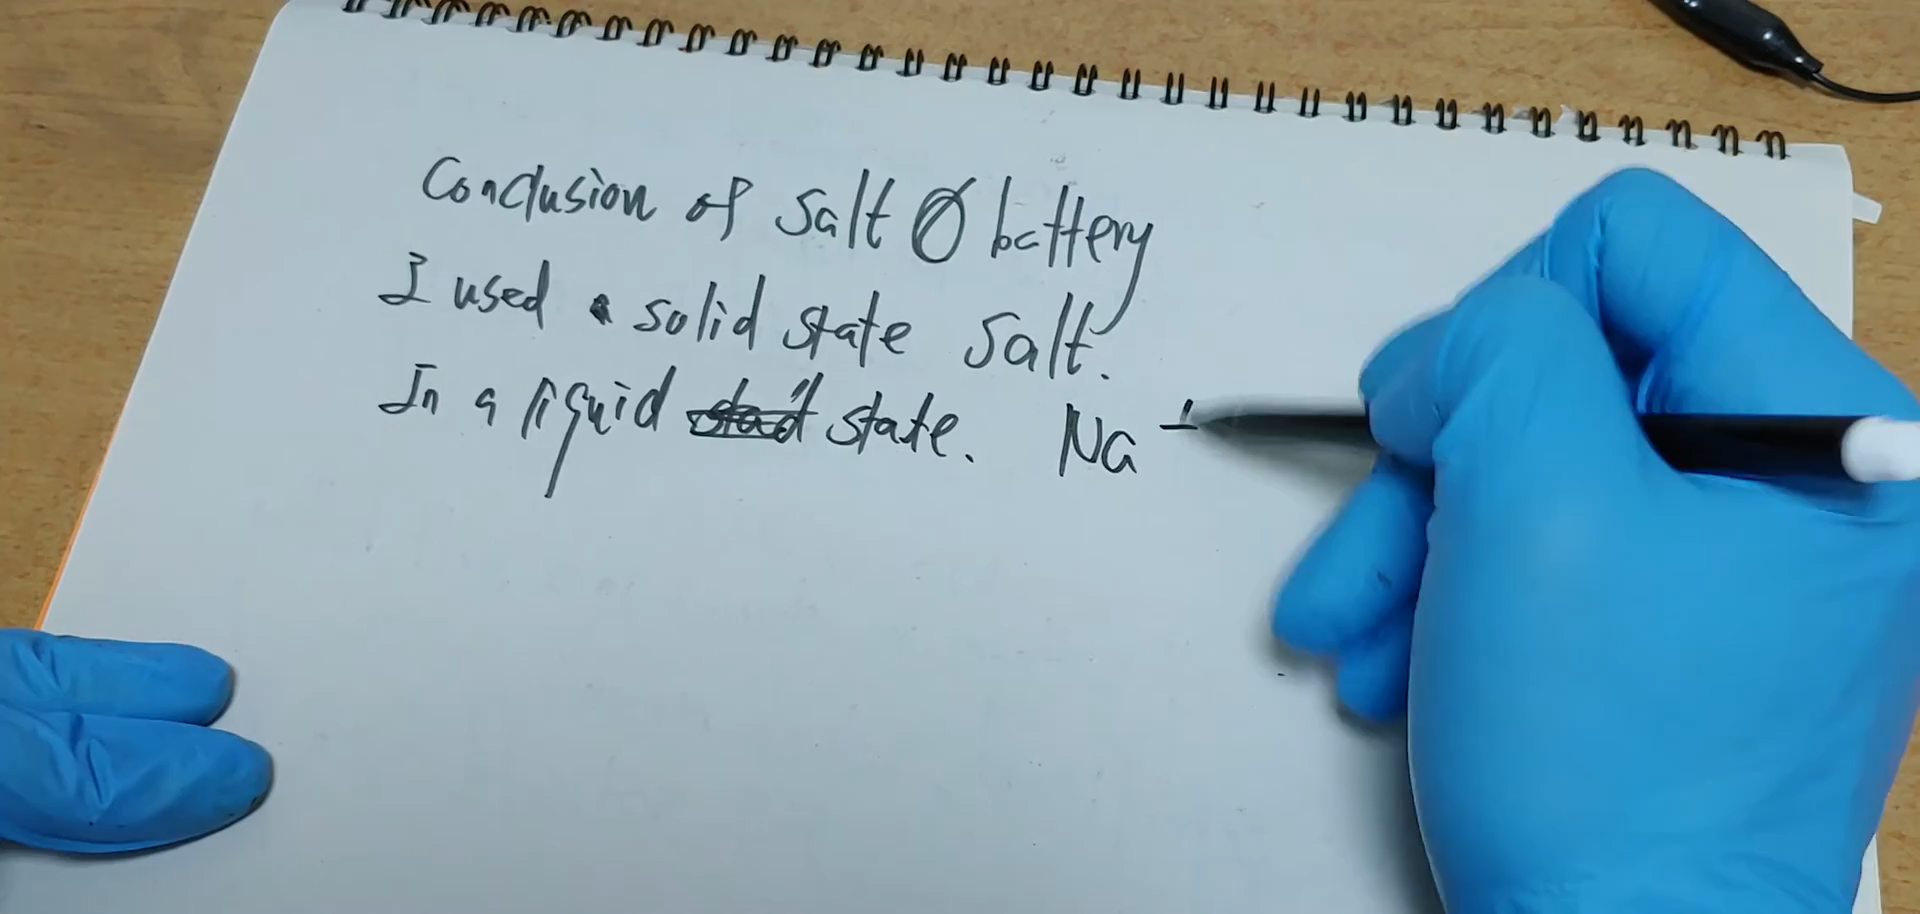 Conclusion of Salt battery
I used solid state Salt.
In a liquid state. Na +